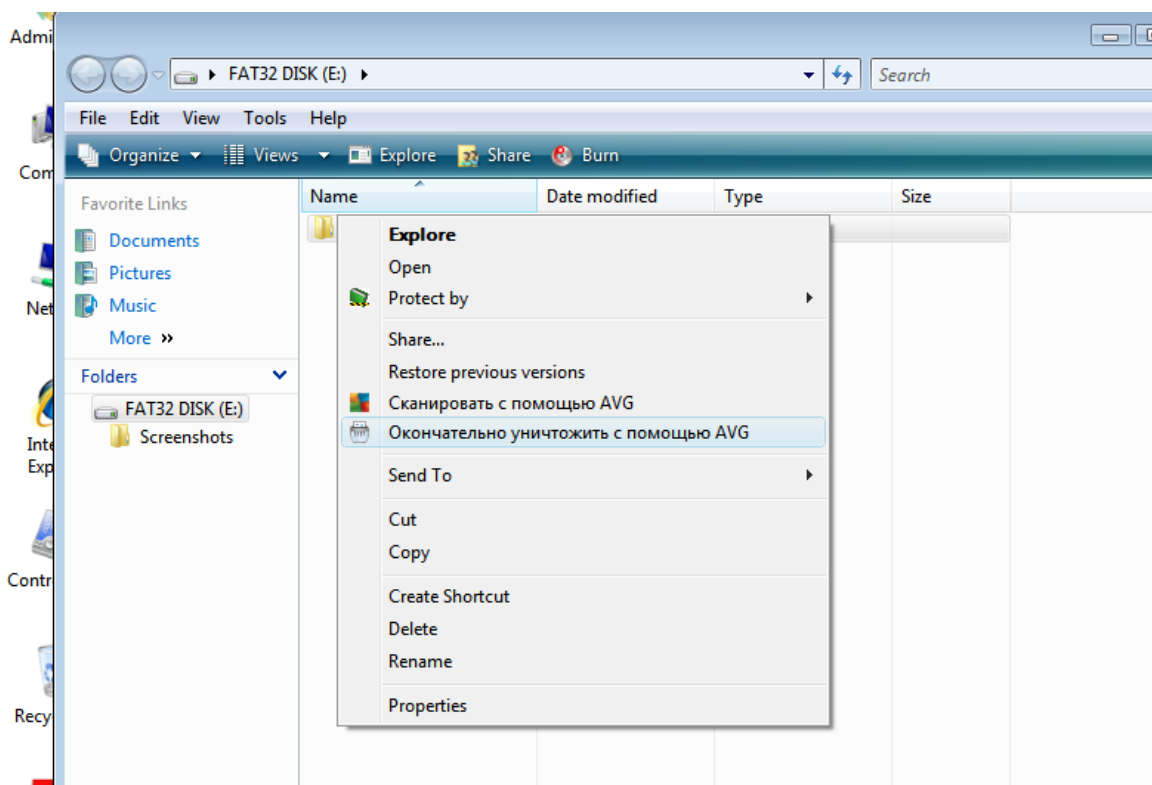 Admi
FAT32 DISK (E:)
Search
File Edit View Tools Help
Com
Organize Views Explore Share Burn
Favorite Links
Name Date modified Type Size
Documents
Pictures
Music
More »
Net
Folders
FAT32 DISK (E:)
Screenshots
Inte
Exp
Contr
Recy
Explore
Open
Protect by
Share...
Restore previous versions
Сканировать с помощью AVG
Окончательно уничтожить с помощью AVG
Send To
Cut
Copy
Create Shortcut
Delete
Rename
Properties